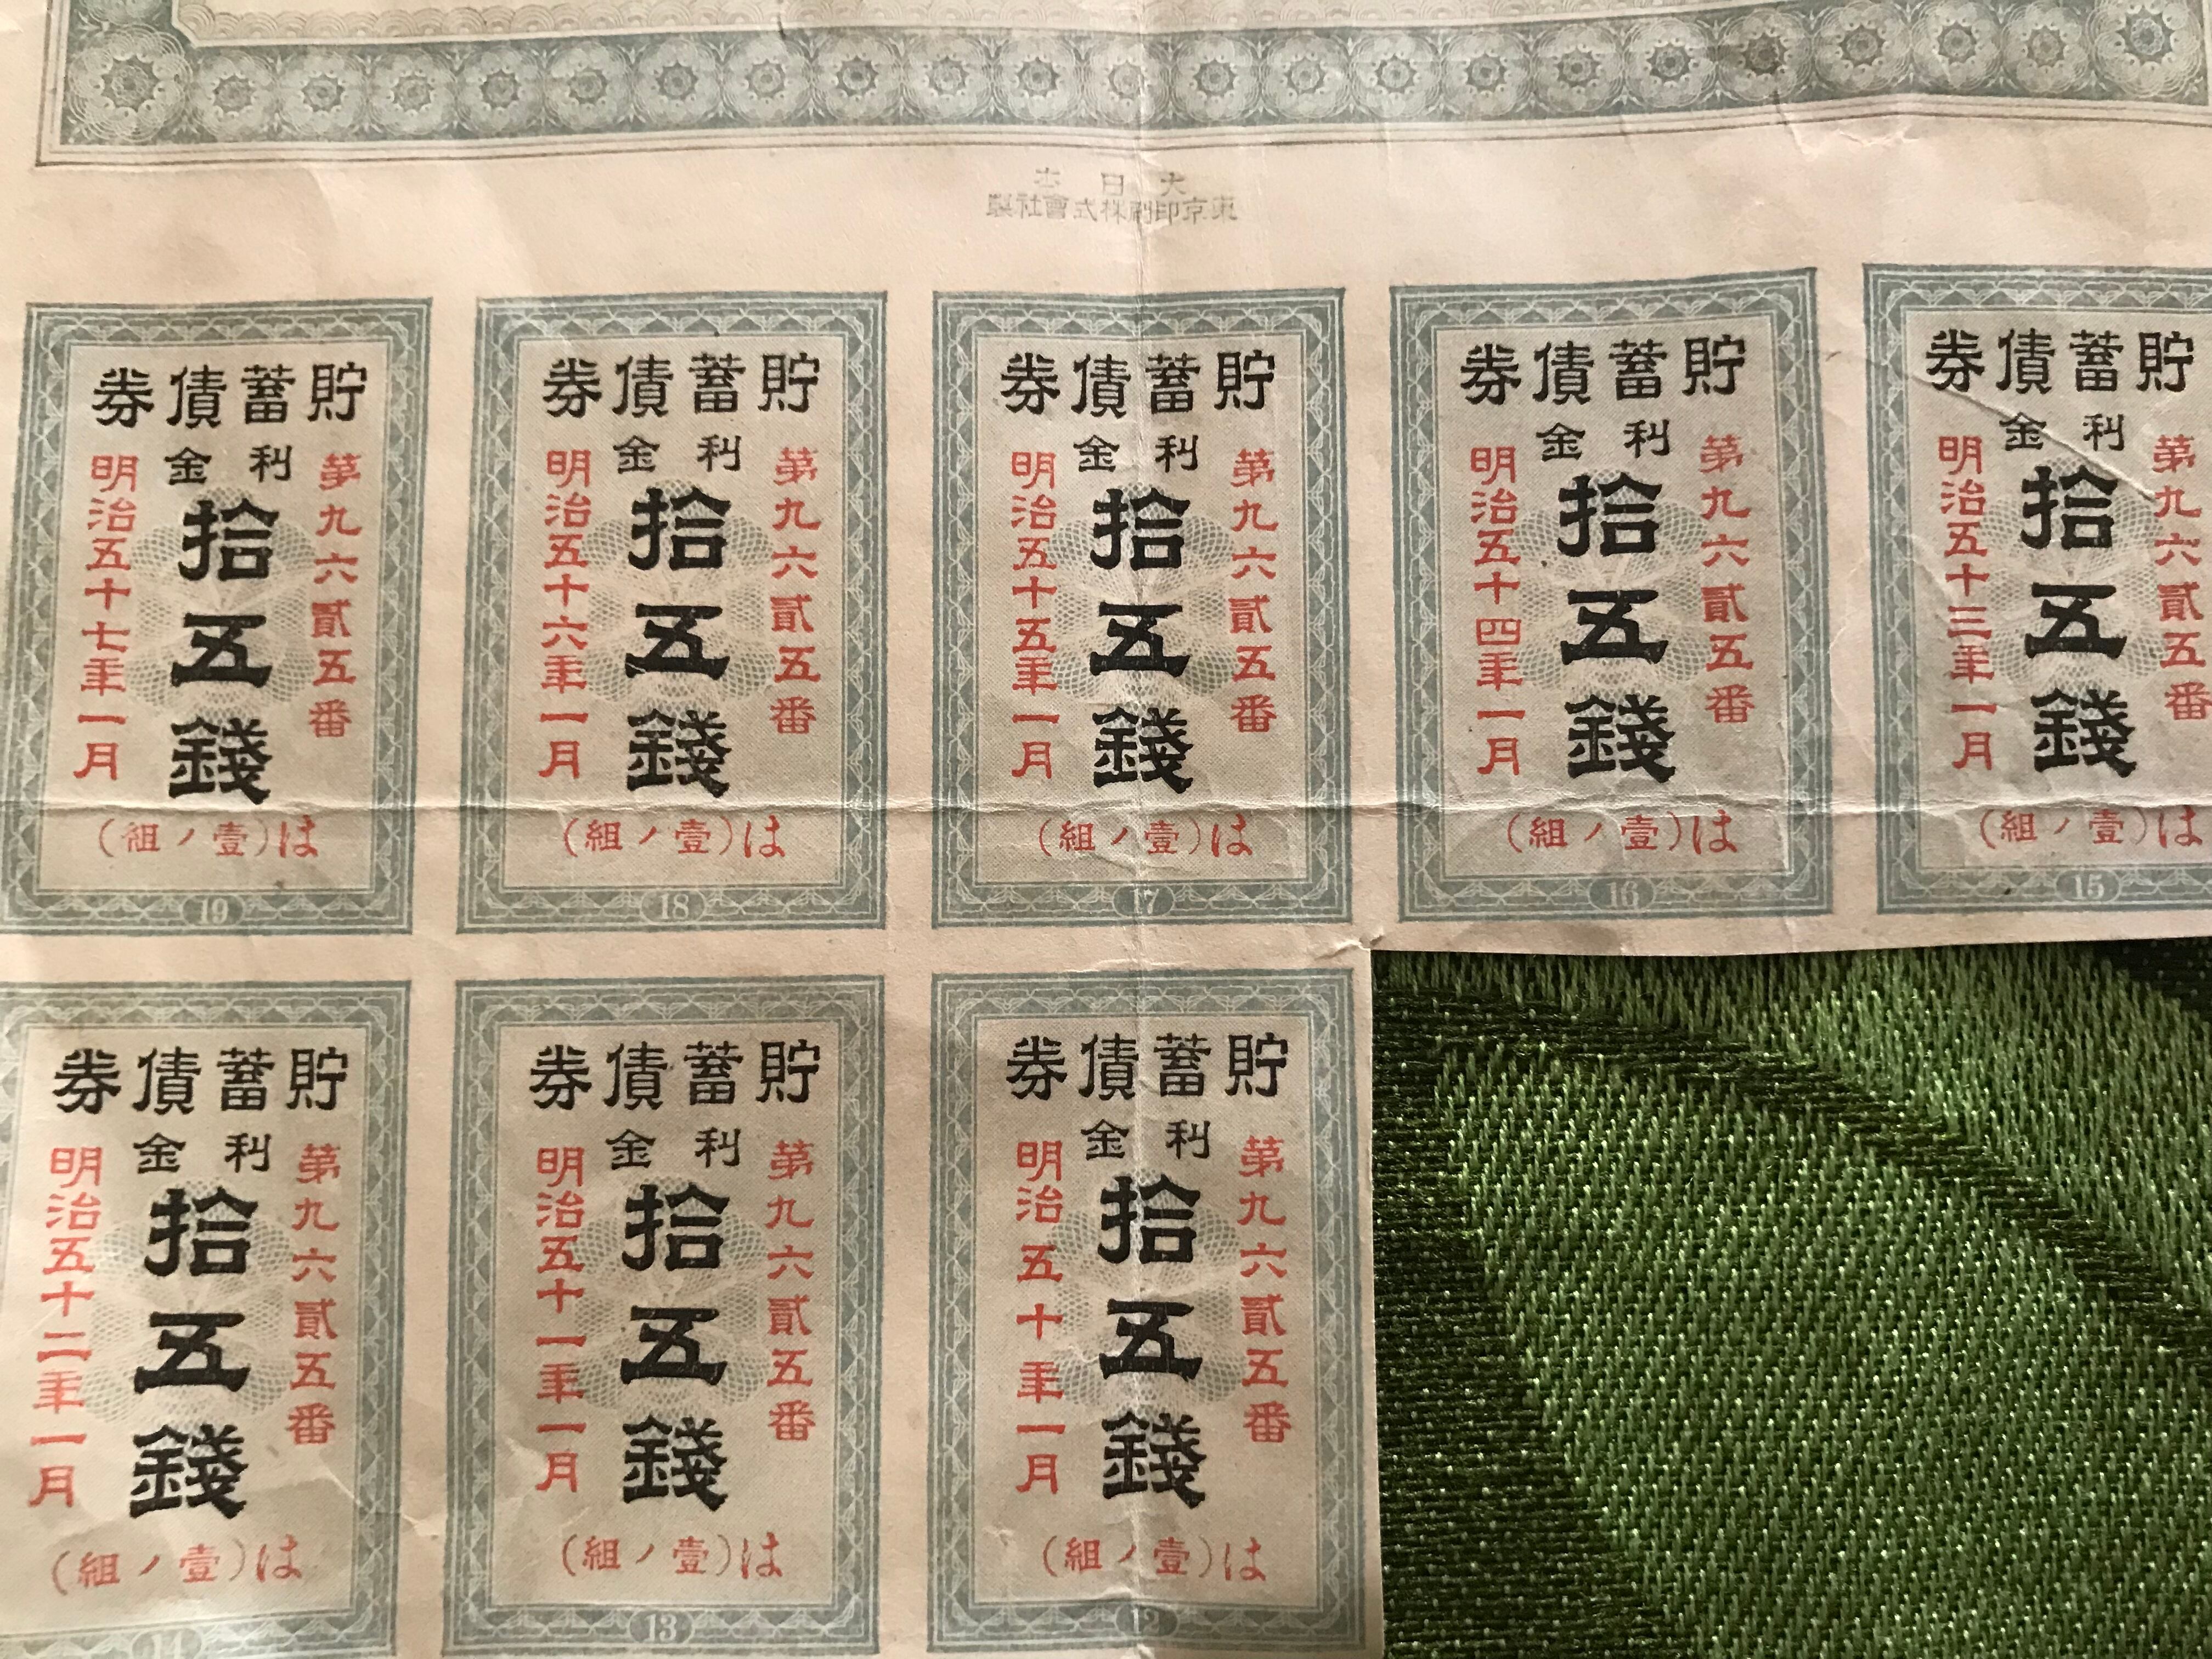 大日本
東京印刷株式會社製
貯蓄債券
第九六貳五番
利金
拾五錢
明治五十三年一月
は(壹ノ組)
15
貯蓄債券
第九六貳五番
利金
拾五錢
明治五十四年一月
は(壹ノ組)
16
貯蓄債券
第九六貳五番
利金
拾五錢
明治五十五年一月
は(壹ノ組)
17
貯蓄債券
第九六貳五番
利金
拾五錢
明治五十六年一月
は(壹ノ組)
18
貯蓄債券
第九六貳五番
利金
拾五錢
明治五十七年一月
は(壹ノ組)
19
貯蓄債券
第九六貳五番
利金
拾五錢
明治五十年一月
は(壹ノ組)
12
貯蓄債券
第九六貳五番
利金
拾五錢
明治五十一年一月
は(壹ノ組)
13
貯蓄債券
第九六貳五番
利金
拾五錢
明治五十二年一月
は(壹ノ組)
14